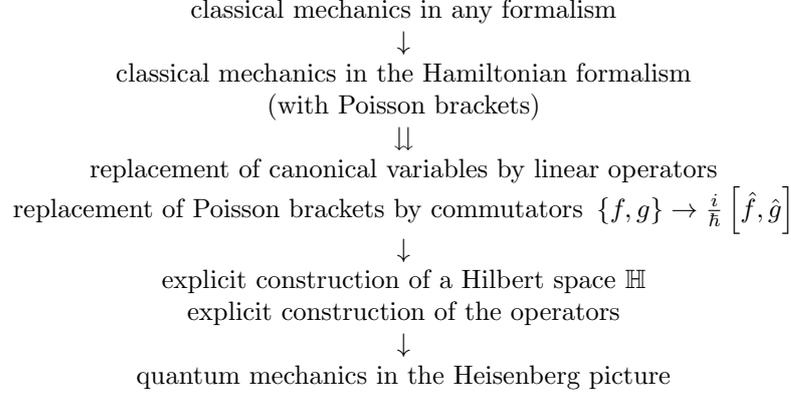 classical mechanics in any formalism
↓
classical mechanics in the Hamiltonian formalism
(with Poisson brackets)
⇊
replacement of canonical variables by linear operators
replacement of Poisson brackets by commutators {f, g} → i/ħ [f̂, ĝ]
↓
explicit construction of a Hilbert space ℍ
explicit construction of the operators
↓
quantum mechanics in the Heisenberg picture